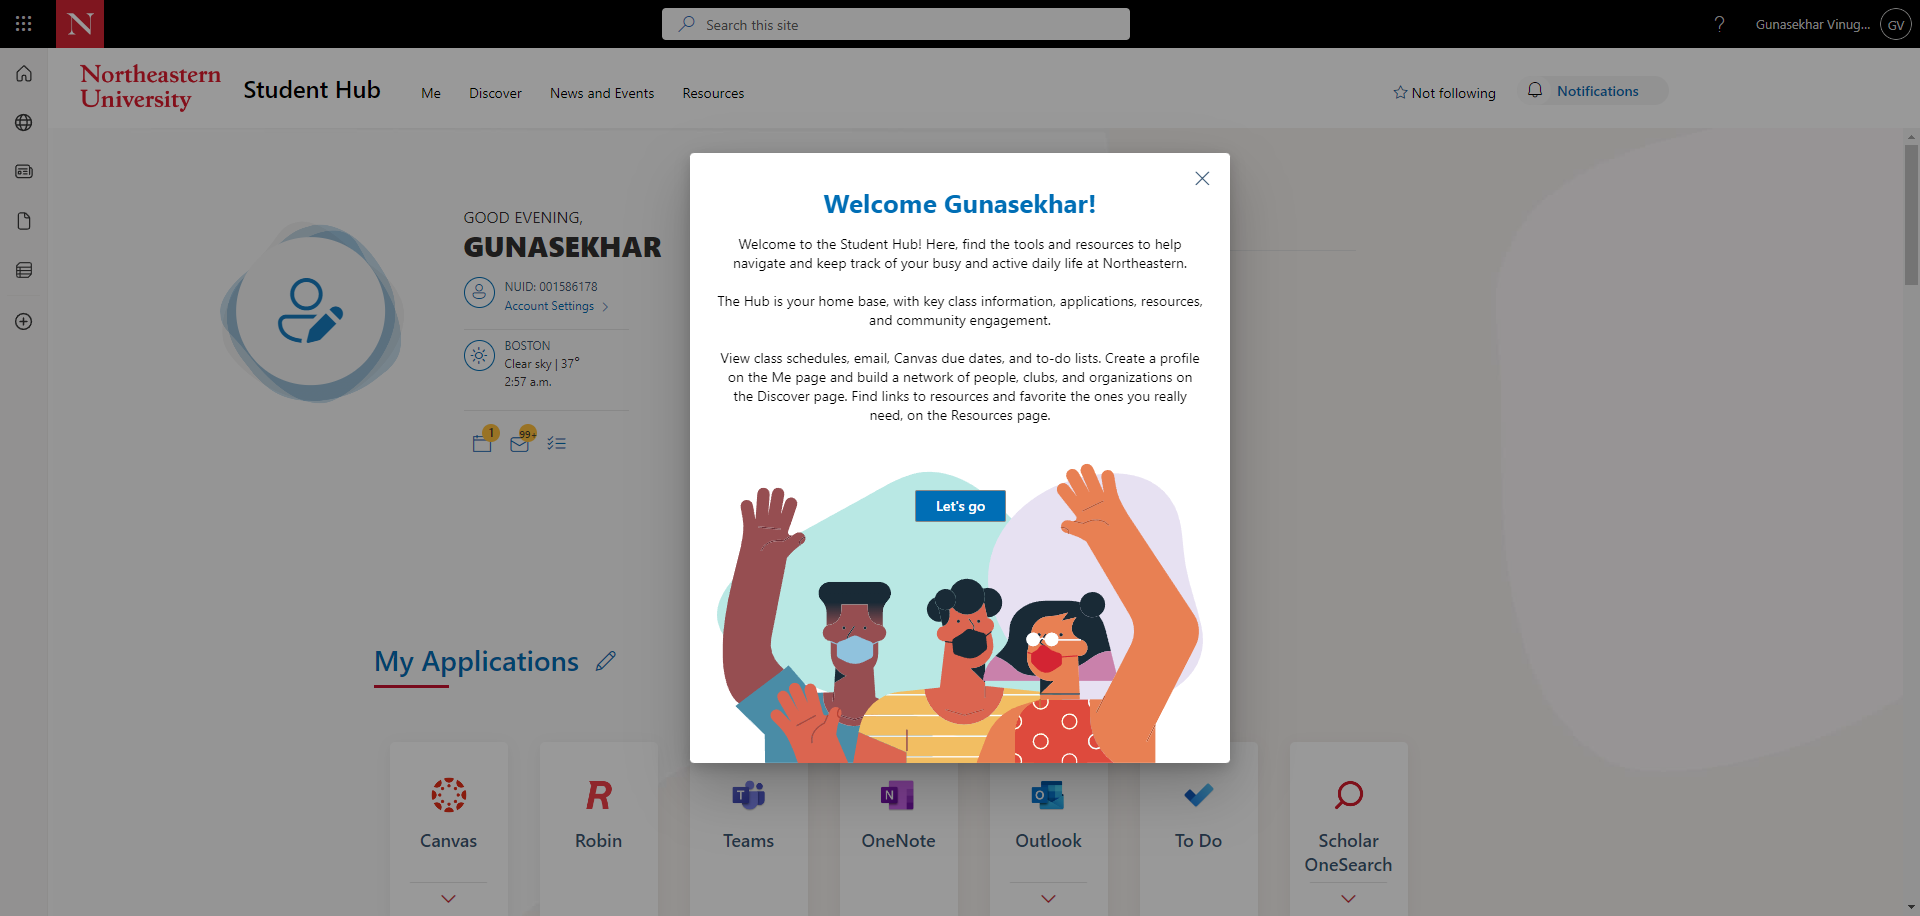 N
Search this site
?
Gunasekhar Vinug...
GV
Northeastern
University
Student Hub
Me
Discover
News and Events
Resources
Not following
Notifications
GOOD EVENING,
GUNASEKHAR
NUID: 001586178
Account Settings
BOSTON
Clear sky | 37°
2:57 a.m.
1
99+
Welcome Gunasekhar!
Welcome to the Student Hub! Here, find the tools and resources to help
navigate and keep track of your busy and active daily life at Northeastern.
The Hub is your home base, with key class information, applications, resources,
and community engagement.
View class schedules, email, Canvas due dates, and to-do lists. Create a profile
on the Me page and build a network of people, clubs, and organizations on
the Discover page. Find links to resources and favorite the ones you really
need, on the Resources page.
Let's go
My Applications
Canvas
R
Robin
T
Teams
N
OneNote
O
Outlook
To Do
Scholar
OneSearch